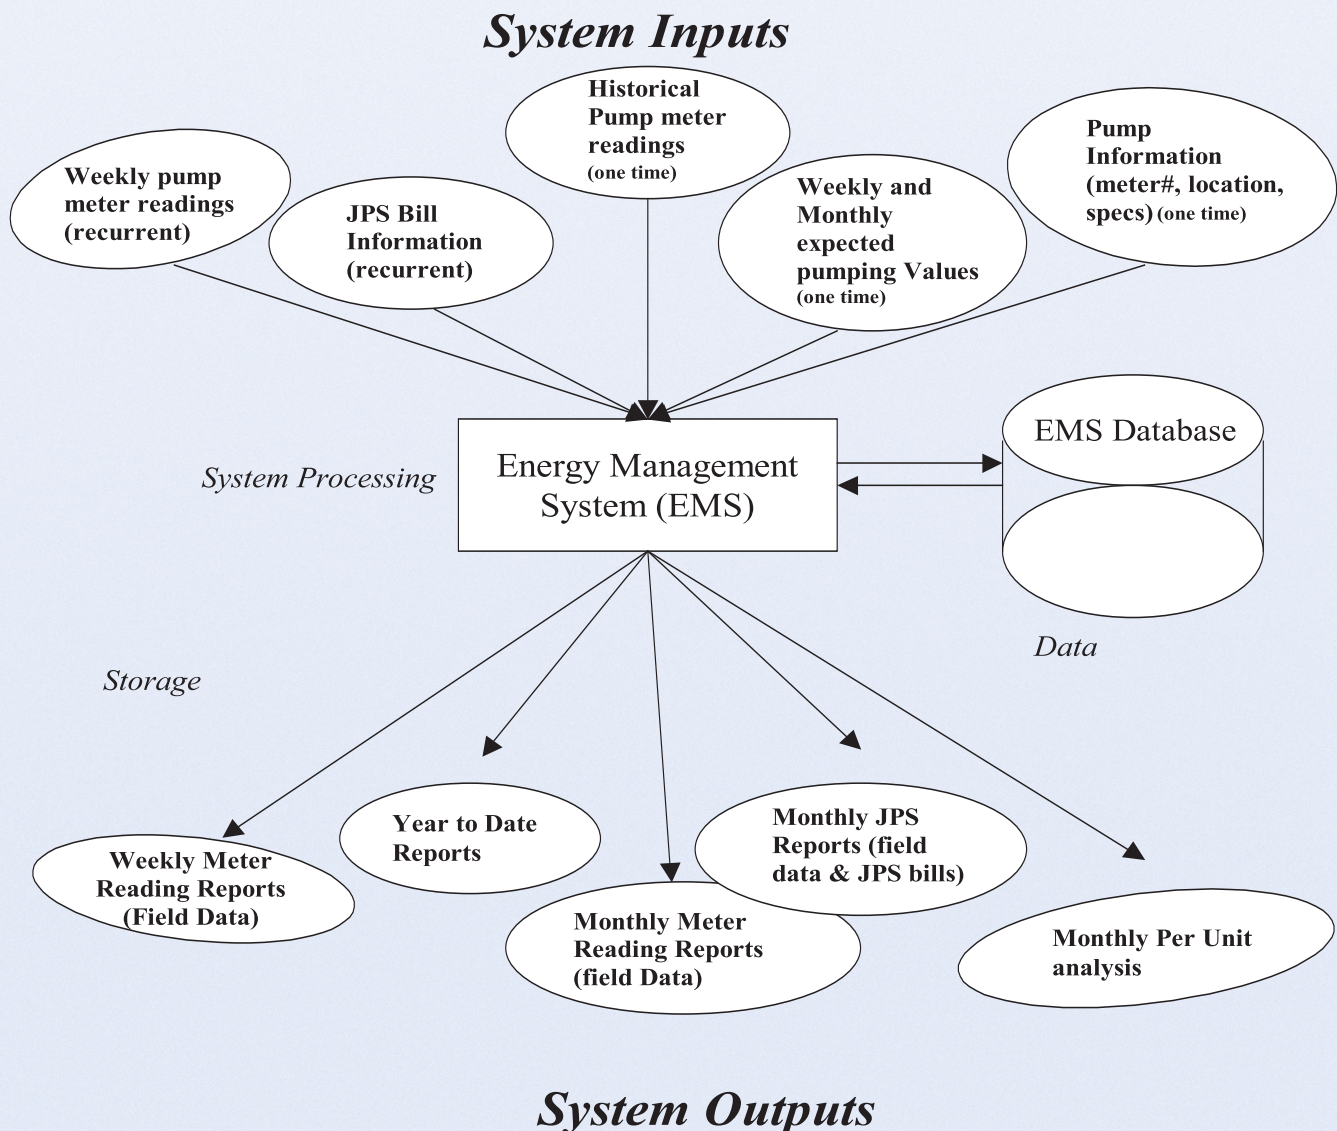 System Inputs
Weekly pump
meter readings
(recurrent)
JPS Bill
Information
(recurrent)
Historical
Pump meter
readings
(one time)
Weekly and
Monthly
expected
pumping Values
(one time)
Pump
Information
(meter#, location,
specs) (one time)
System Processing
Energy Management
System (EMS)
EMS Database
Data
Storage
Weekly Meter
Reading Reports
(Field Data)
Year to Date
Reports
Monthly Meter
Reading Reports
(field Data)
Monthly JPS
Reports (field
data & JPS bills)
Monthly Per Unit
analysis
System Outputs